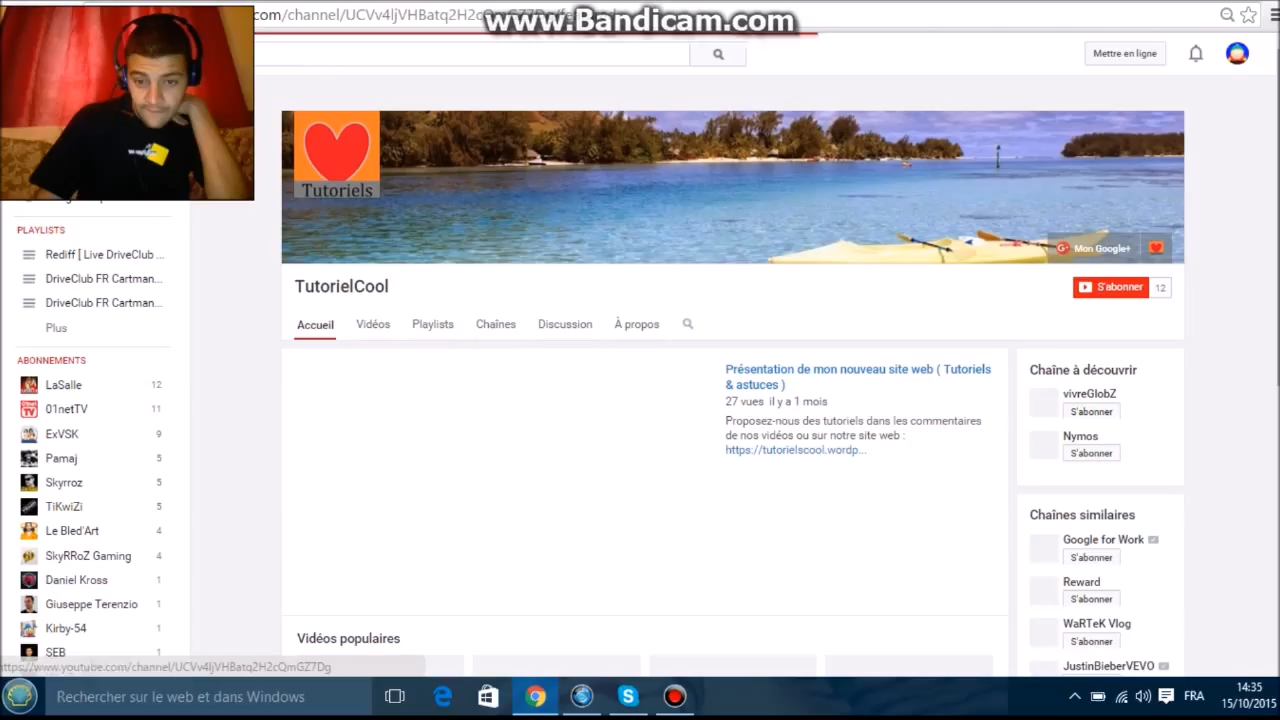 .com/channel/UCVv4ljVHBatq2H2cQmGZ7Dg/fe
www.Bandicam.com
Mettre en ligne
Tutoriels
Mon Google+
TutorielCool
S'abonner 12
Accueil Vidéos Playlists Chaînes Discussion À propos
PLAYLISTS
Rediff [ Live DriveClub ...
DriveClub FR Cartman...
DriveClub FR Cartman...
Plus
ABONNEMENTS
LaSalle 12
01netTV 11
ExVSK 9
Pamaj 5
Skyrroz 5
TiKwiZi 5
Le Bled'Art 4
SkyRRoZ Gaming 4
Daniel Kross 1
Giuseppe Terenzio 1
Kirby-54 1
SEB 1
Présentation de mon nouveau site web ( Tutoriels
& astuces )
27 vues il y a 1 mois
Proposez-nous des tutoriels dans les commentaires
de nos vidéos ou sur notre site web :
https://tutorielscool.wordp...
Vidéos populaires
Chaîne à découvrir
vivreGlobZ
S'abonner
Nymos
S'abonner
Chaînes similaires
Google for Work
S'abonner
Reward
S'abonner
WaRTeK Vlog
S'abonner
JustinBieberVEVO
https://www.youtube.com/channel/UCVv4ljVHBatq2H2cQmGZ7Dg
Rechercher sur le web et dans Windows
FRA
14:35
15/10/2015